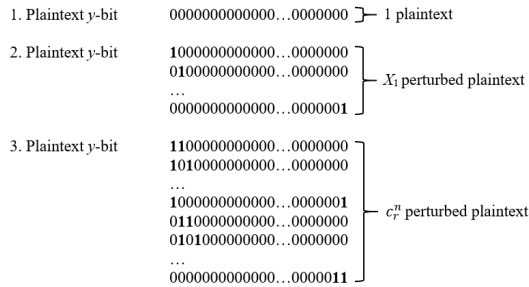 1. Plaintext y-bit 0000000000000…0000000 1 plaintext
2. Plaintext y-bit 1000000000000…0000000
0100000000000…0000000
…
0000000000000…0000001
X₁ perturbed plaintext
3. Plaintext y-bit 1100000000000…0000000
1010000000000…0000000
…
1000000000000…0000001
0110000000000…0000000
0101000000000…0000000
…
0000000000000…0000011
cᵣⁿ perturbed plaintext